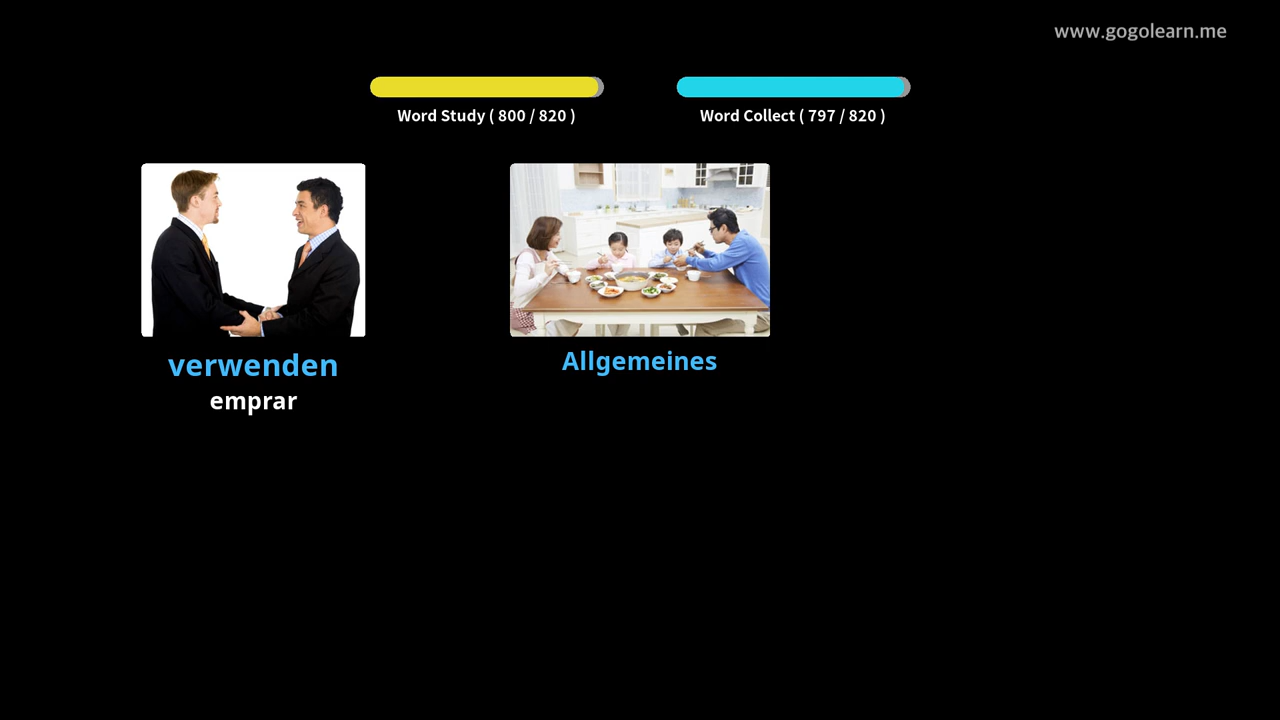 www.gogolearn.me
Word Study ( 800 / 820 )
Word Collect ( 797 / 820 )
verwenden
emprar
Allgemeines